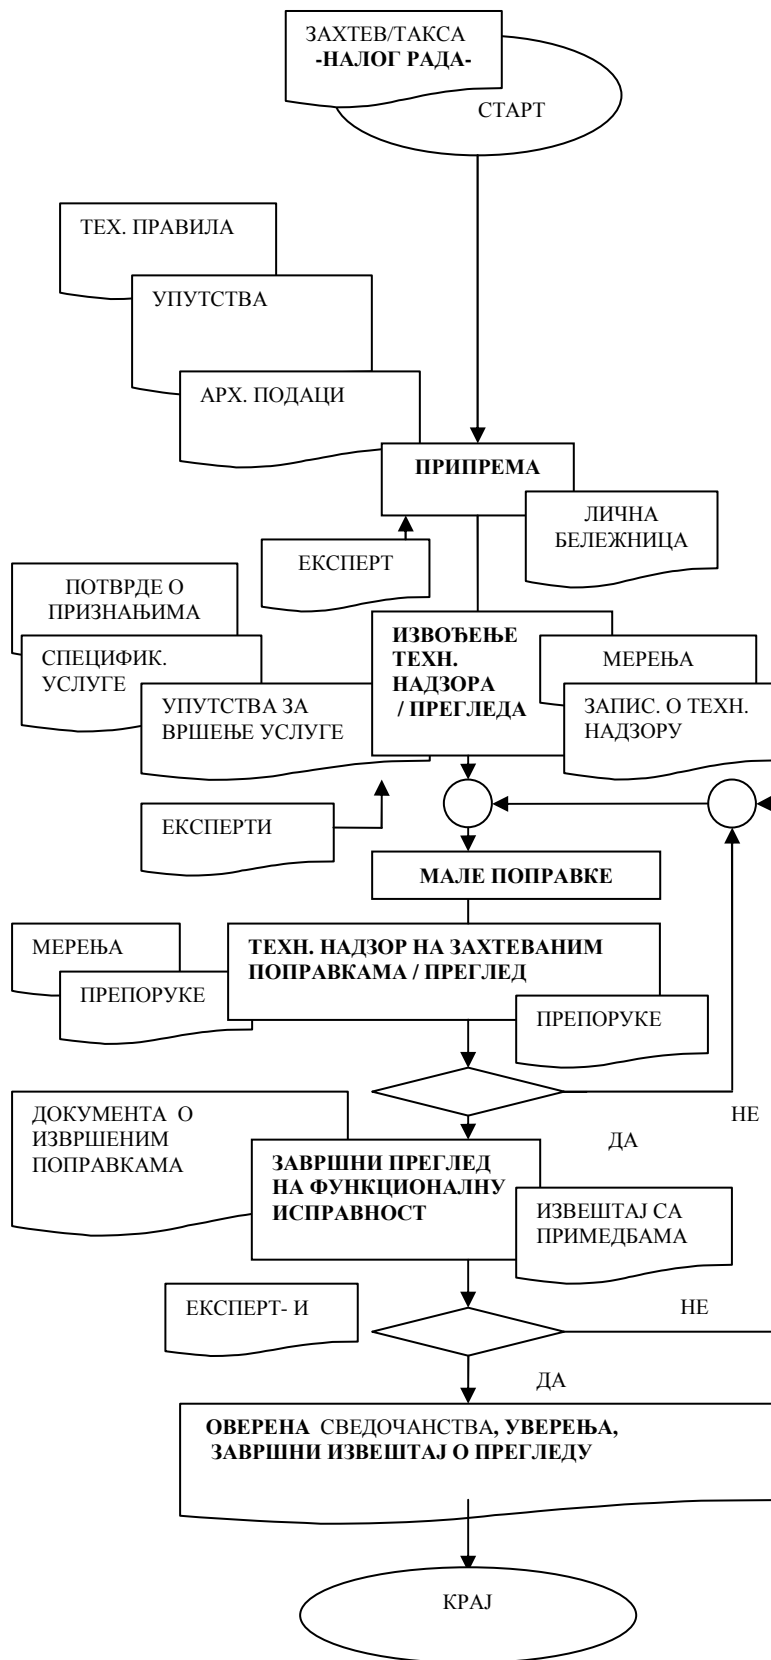 ЗАХТЕВ/ТАКСА
-НАЛОГ РАДА-
СТАРТ
ТЕХ. ПРАВИЛА
УПУТСТВА
АРХ. ПОДАЦИ
ПРИПРЕМА
ЛИЧНА
БЕЛЕЖНИЦА
ЕКСПЕРТ
ПОТВРДЕ О
ПРИЗНАЊИМА
СПЕЦИФИК.
УСЛУГЕ
УПУТСТВА ЗА
ВРШЕЊЕ УСЛУГЕ
ИЗВОЂЕЊЕ
ТЕХН.
НАДЗОРА
/ ПРЕГЛЕДА
МЕРЕЊА
ЗАПИС. О ТЕХН.
НАДЗОРУ
ЕКСПЕРТИ
МАЛЕ ПОПРАВКЕ
МЕРЕЊА
ПРЕПОРУКЕ
ТЕХН. НАДЗОР НА ЗАХТЕВАНИМ
ПОПРАВКАМА / ПРЕГЛЕД
ПРЕПОРУКЕ
НЕ
ДА
ДОКУМЕНТА О
ИЗВРШЕНИМ
ПОПРАВКАМА
ЗАВРШНИ ПРЕГЛЕД
НА ФУНКЦИОНАЛНУ
ИСПРАВНОСТ
ИЗВЕШТАЈ СА
ПРИМЕДБАМА
ЕКСПЕРТ- И
НЕ
ДА
ОВЕРЕНА СВЕДОЧАНСТВА, УВЕРЕЊА,
ЗАВРШНИ ИЗВЕШТАЈ О ПРЕГЛЕДУ
КРАЈ